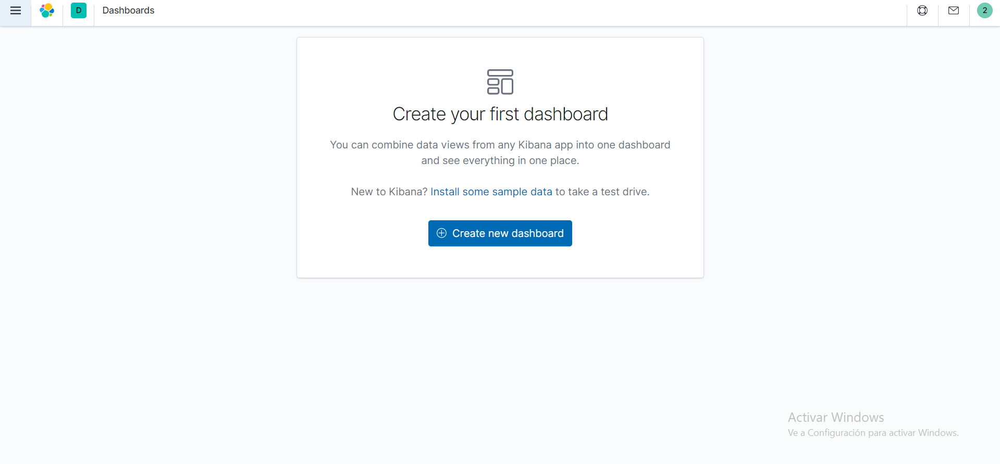 D
Dashboards
2
Create your first dashboard
You can combine data views from any Kibana app into one dashboard
and see everything in one place.
New to Kibana? Install some sample data to take a test drive.
Create new dashboard
Activar Windows
Ve a Configuración para activar Windows.